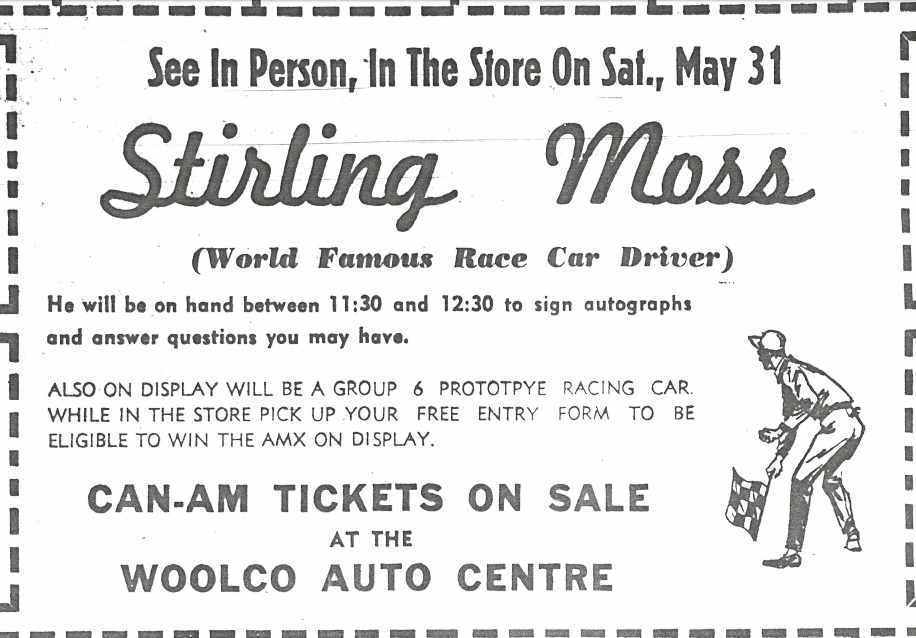 See In Person, In The Store On Sat., May 31
Stirling Moss
(World Famous Race Car Driver)
He will be on hand between 11:30 and 12:30 to sign autographs
and answer questions you may have.
ALSO ON DISPLAY WILL BE A GROUP 6 PROTOTPYE RACING CAR.
WHILE IN THE STORE PICK UP YOUR FREE ENTRY FORM TO BE
ELIGIBLE TO WIN THE AMX ON DISPLAY.
CAN-AM TICKETS ON SALE
AT THE
WOOLCO AUTO CENTRE